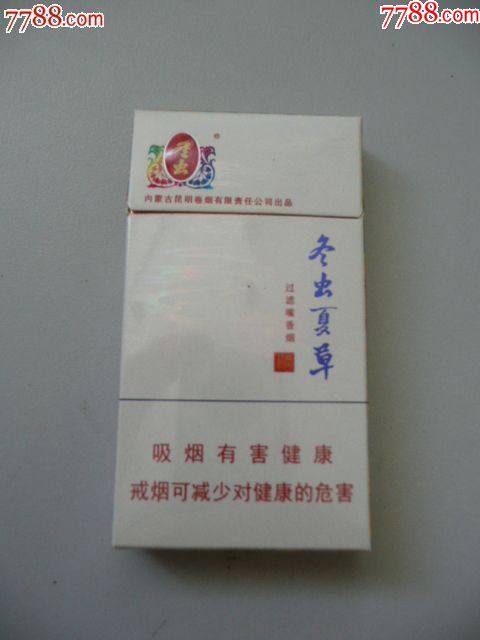 7788.com
7788.com
冬虫
®
内蒙古昆明卷烟有限责任公司出品
冬虫夏草
过滤嘴香烟
吸烟有害健康
戒烟可减少对健康的危害